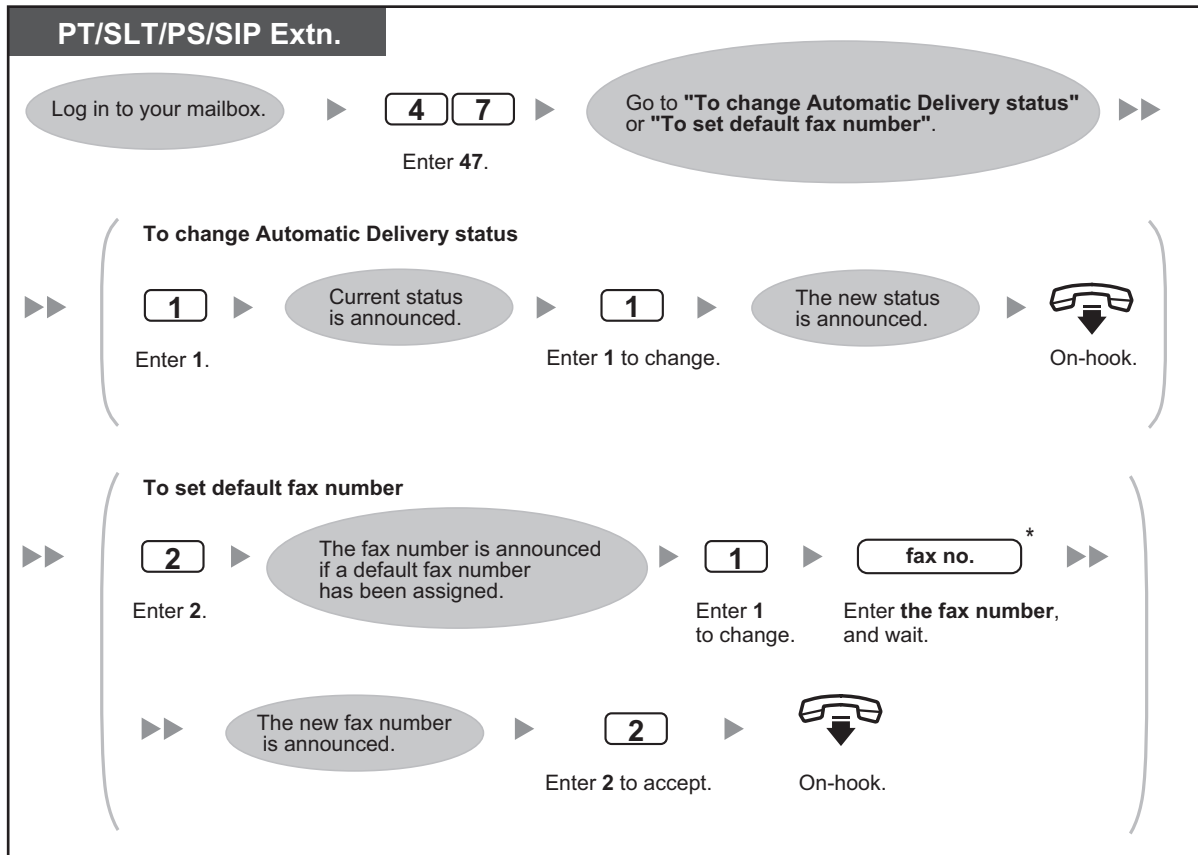 PT/SLT/PS/SIP Extn.
Log in to your mailbox.
4 7
Enter 47.
Go to "To change Automatic Delivery status"
or "To set default fax number".
To change Automatic Delivery status
1
Enter 1.
Current status
is announced.
1
Enter 1 to change.
The new status
is announced.
On-hook.
To set default fax number
2
Enter 2.
The fax number is announced
if a default fax number
has been assigned.
1
Enter 1
to change.
fax no.*
Enter the fax number,
and wait.
The new fax number
is announced.
2
Enter 2 to accept.
On-hook.